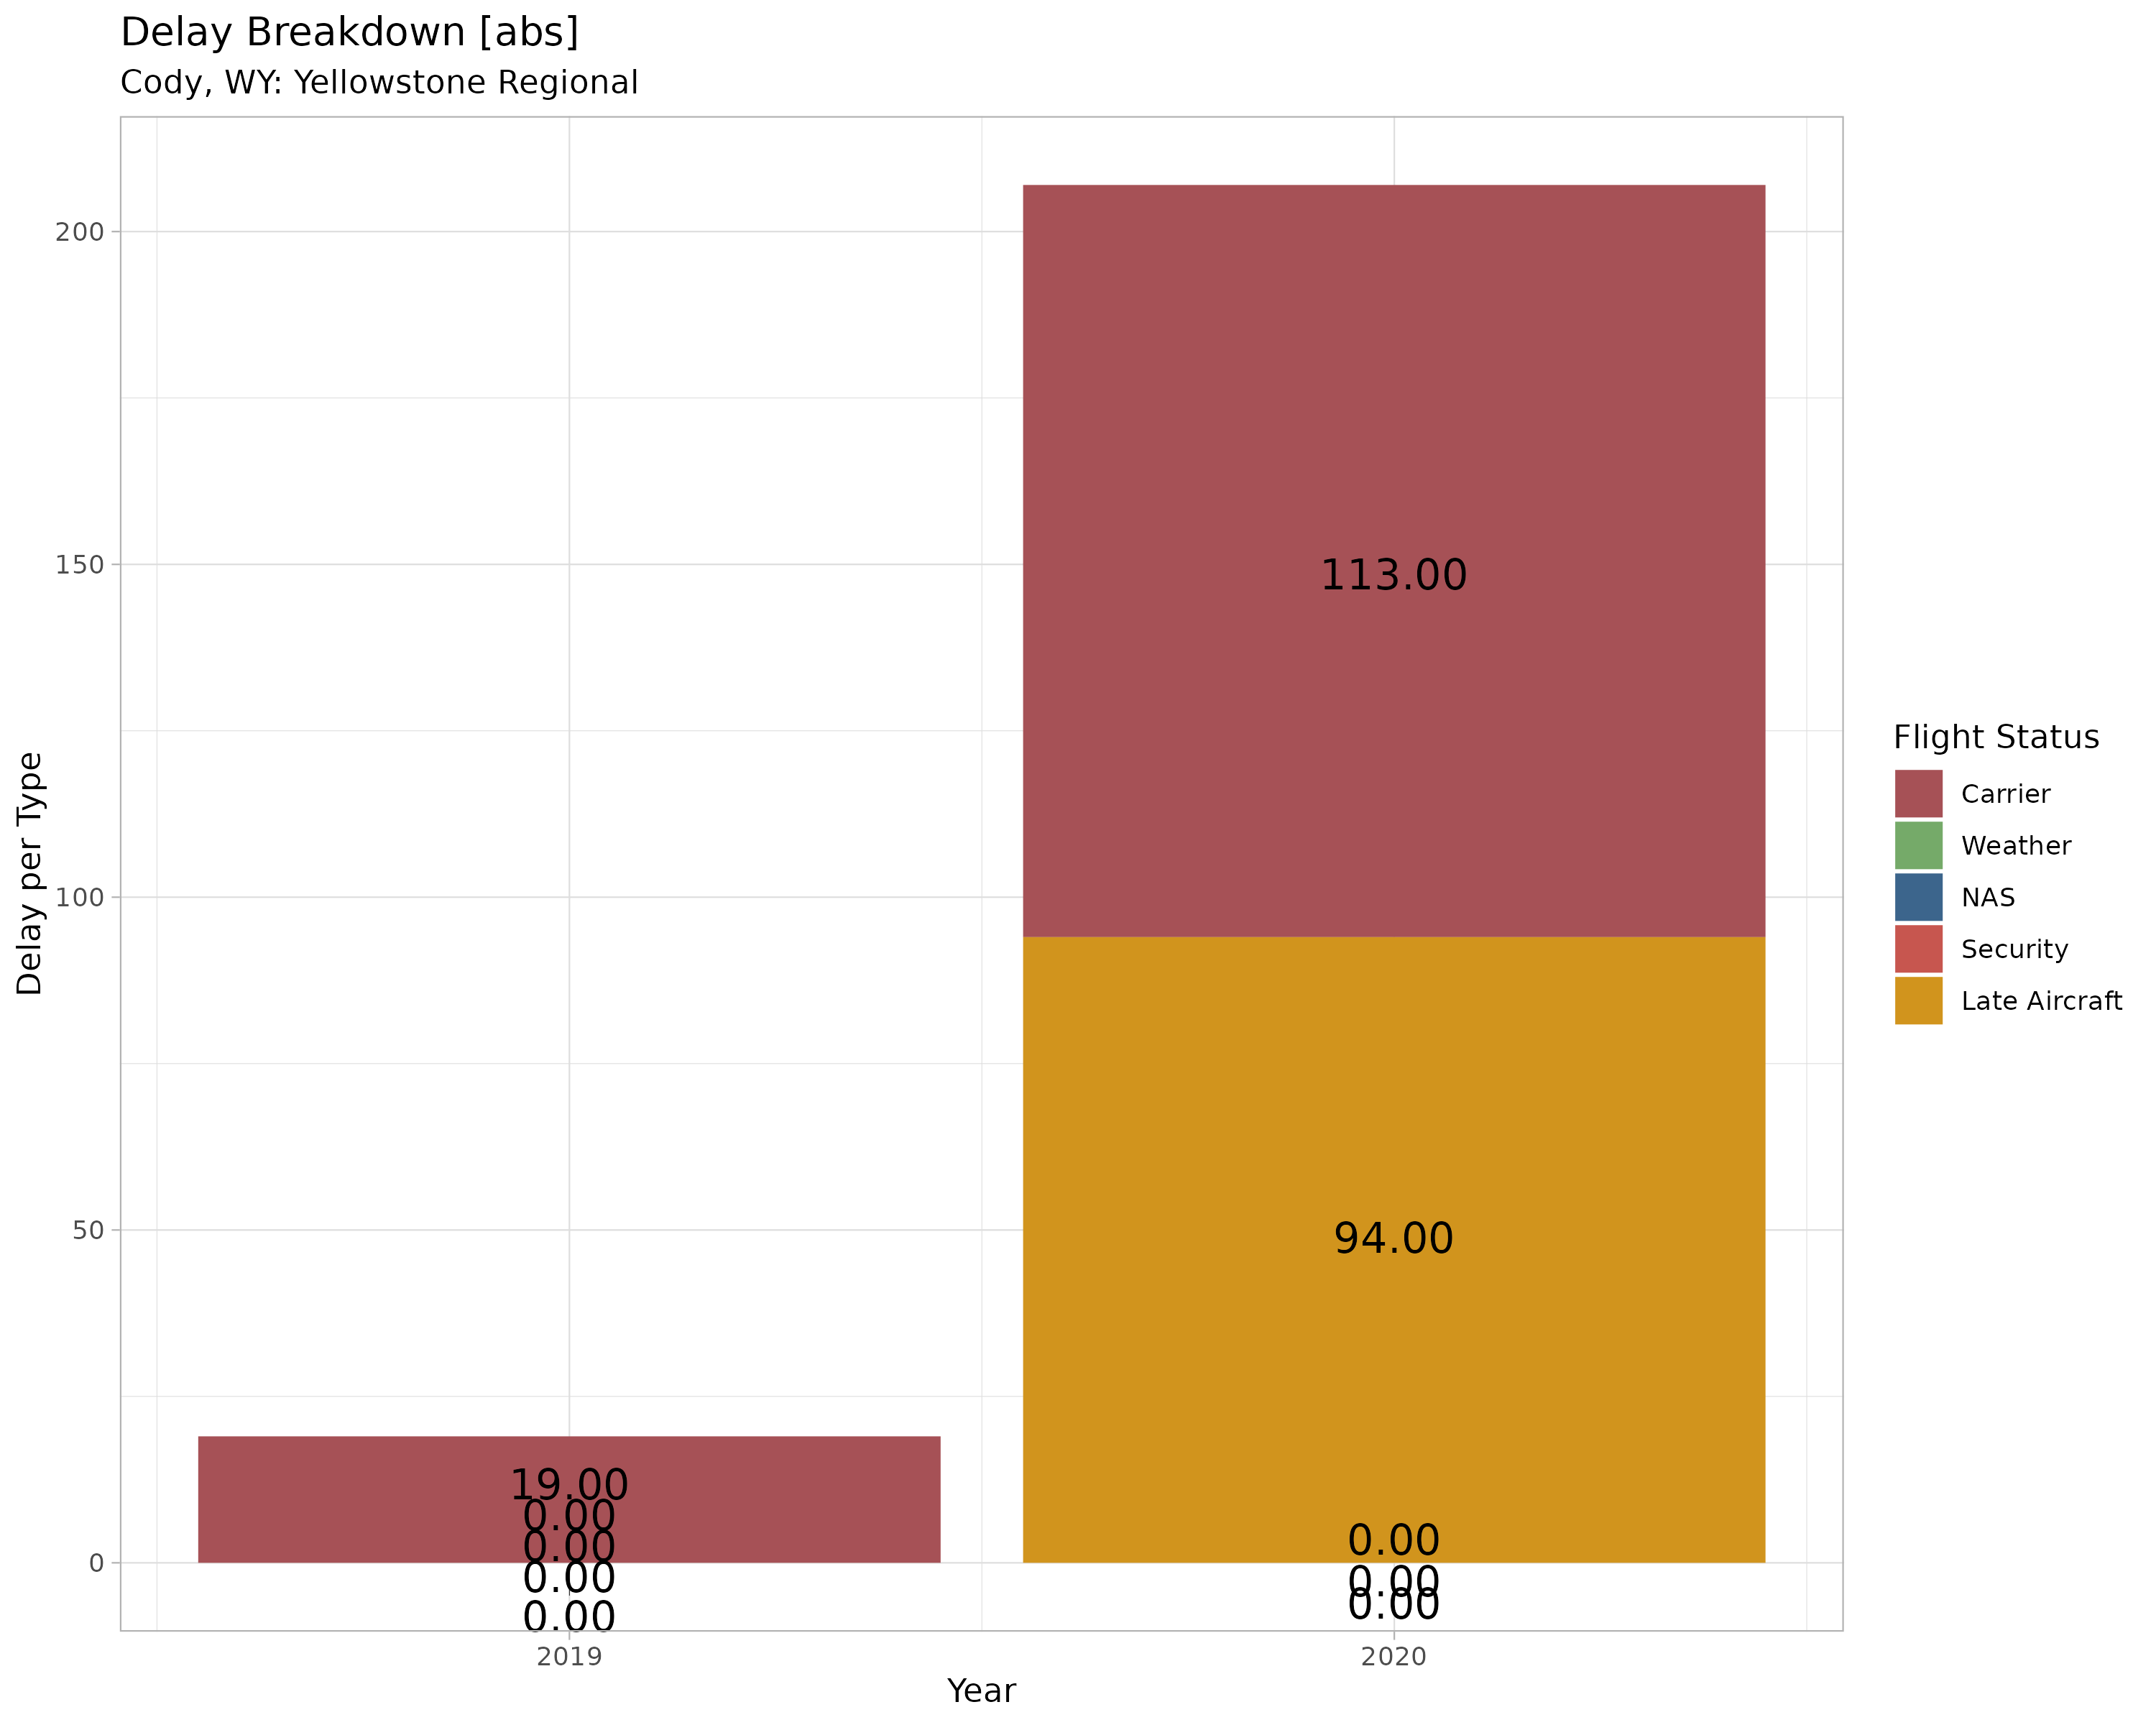 Delay Breakdown [abs]
Cody, WY: Yellowstone Regional
200
150
100
50
0
Delay per Type
113.00
94.00
19.00
0.00
0.00
0.00
0.00
0.00
0.00
0.00
2019
2020
Year
Flight Status
Carrier
Weather
NAS
Security
Late Aircraft